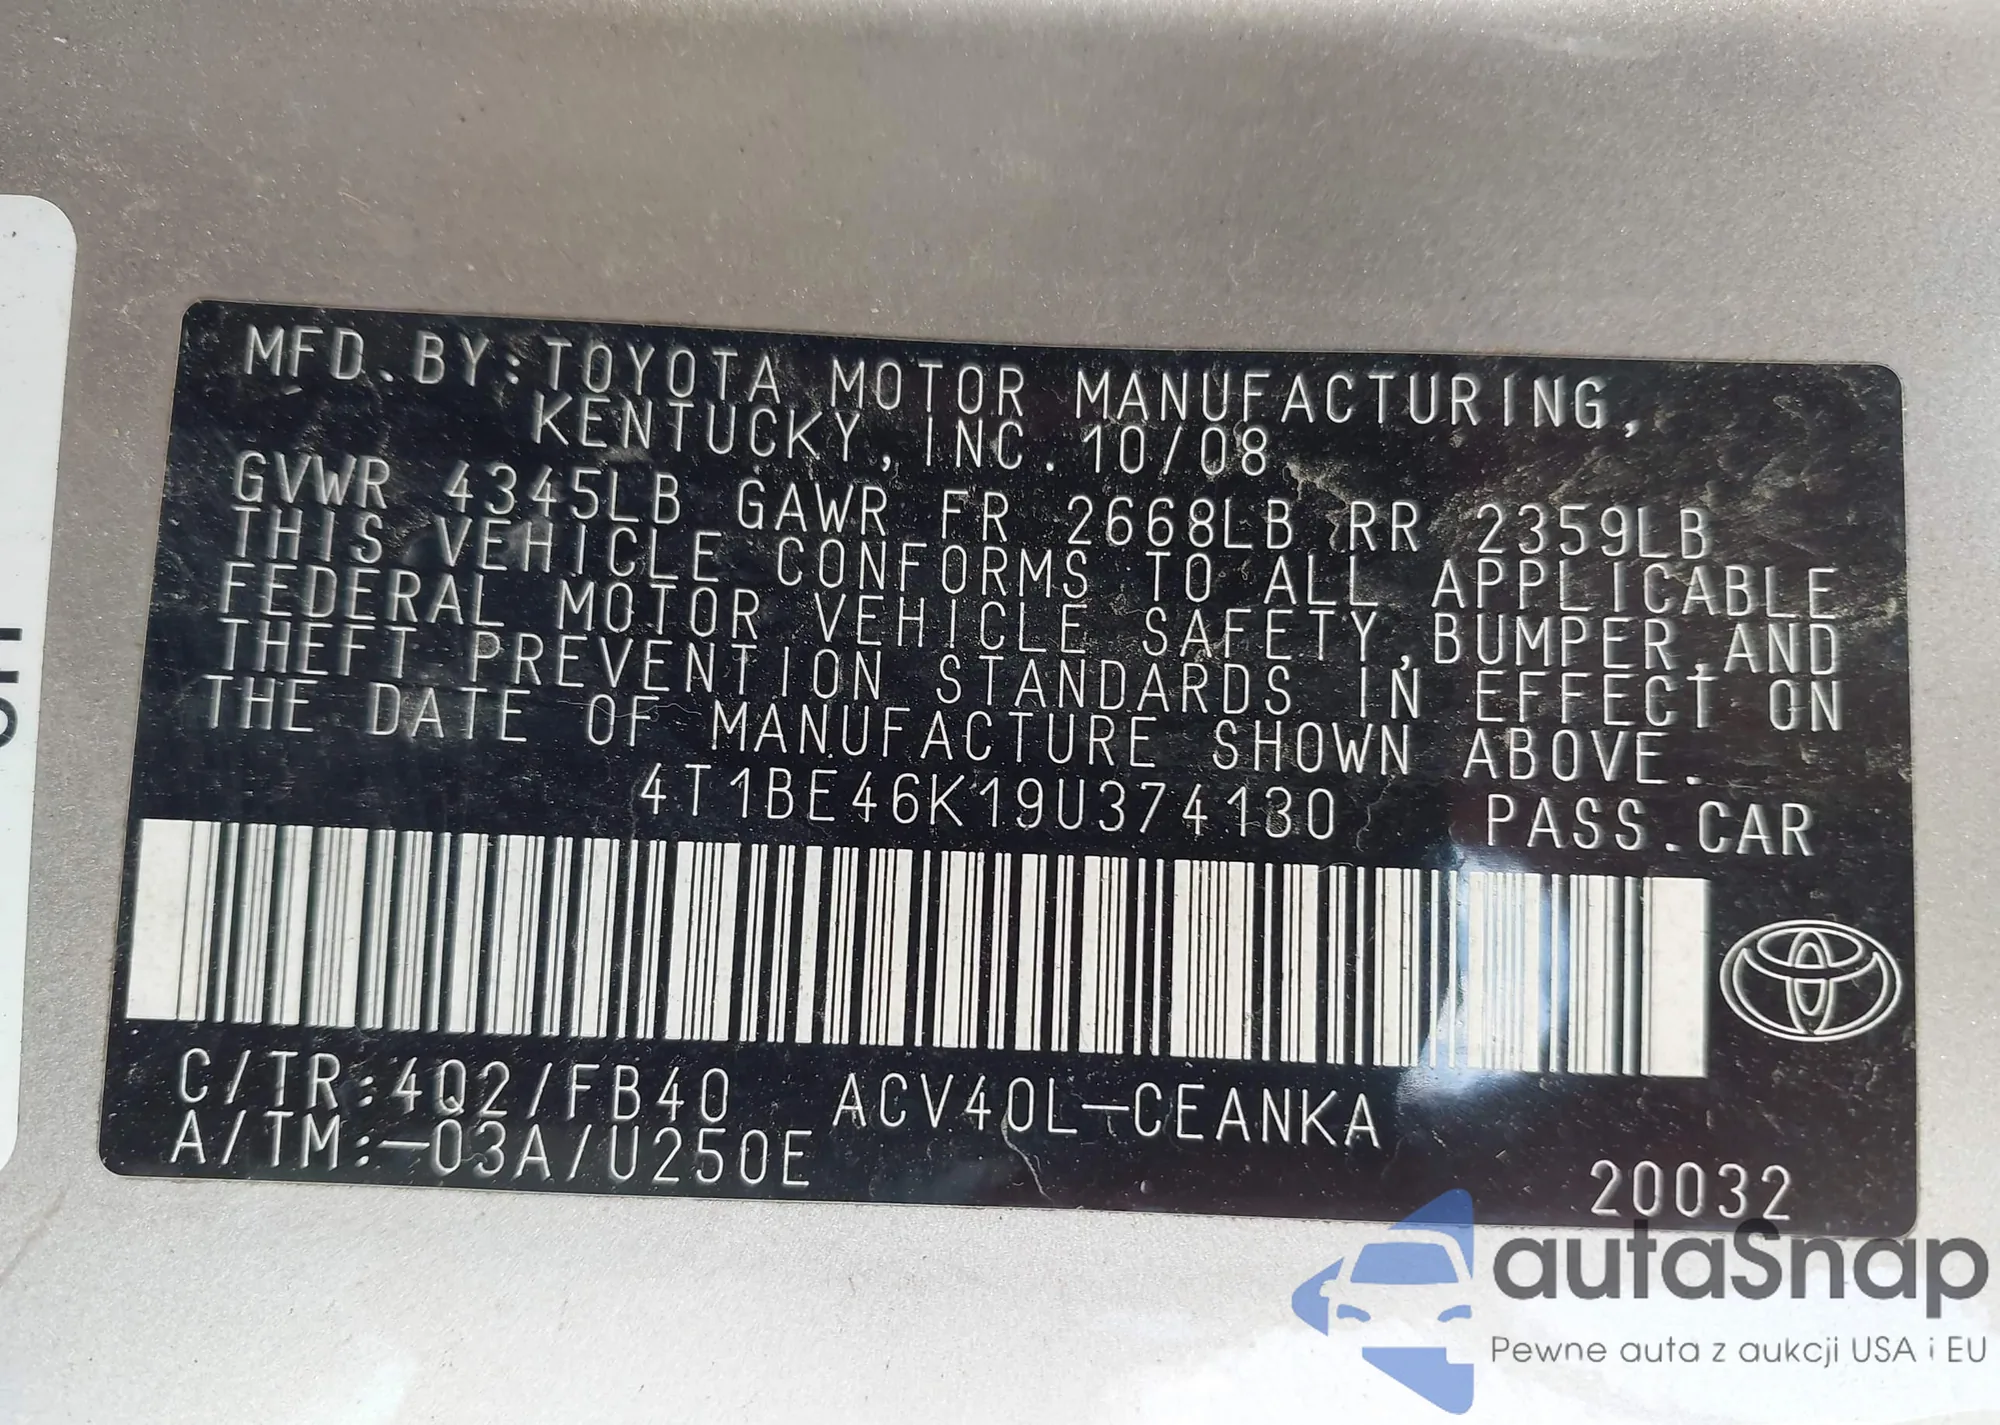 MFD.BY:TOYOTA MOTOR MANUFACTURING,
KENTUCKY, INC. 10/08
GVWR 4345LB GAWR FR 2668LB RR 2359LB
THIS VEHICLE CONFORMS TO ALL APPLICABLE
FEDERAL MOTOR VEHICLE SAFETY,BUMPER,AND
THEFT PREVENTION STANDARDS IN EFFECT ON
THE DATE OF MANUFACTURE SHOWN ABOVE.
4T1BE46K19U374130 PASS.CAR
C/TR:4Q2/FB40 ACV40L-CEANKA
A/TM:-03A/U250E
20032
autaSnap
Pewne auta z aukcji USA i EU